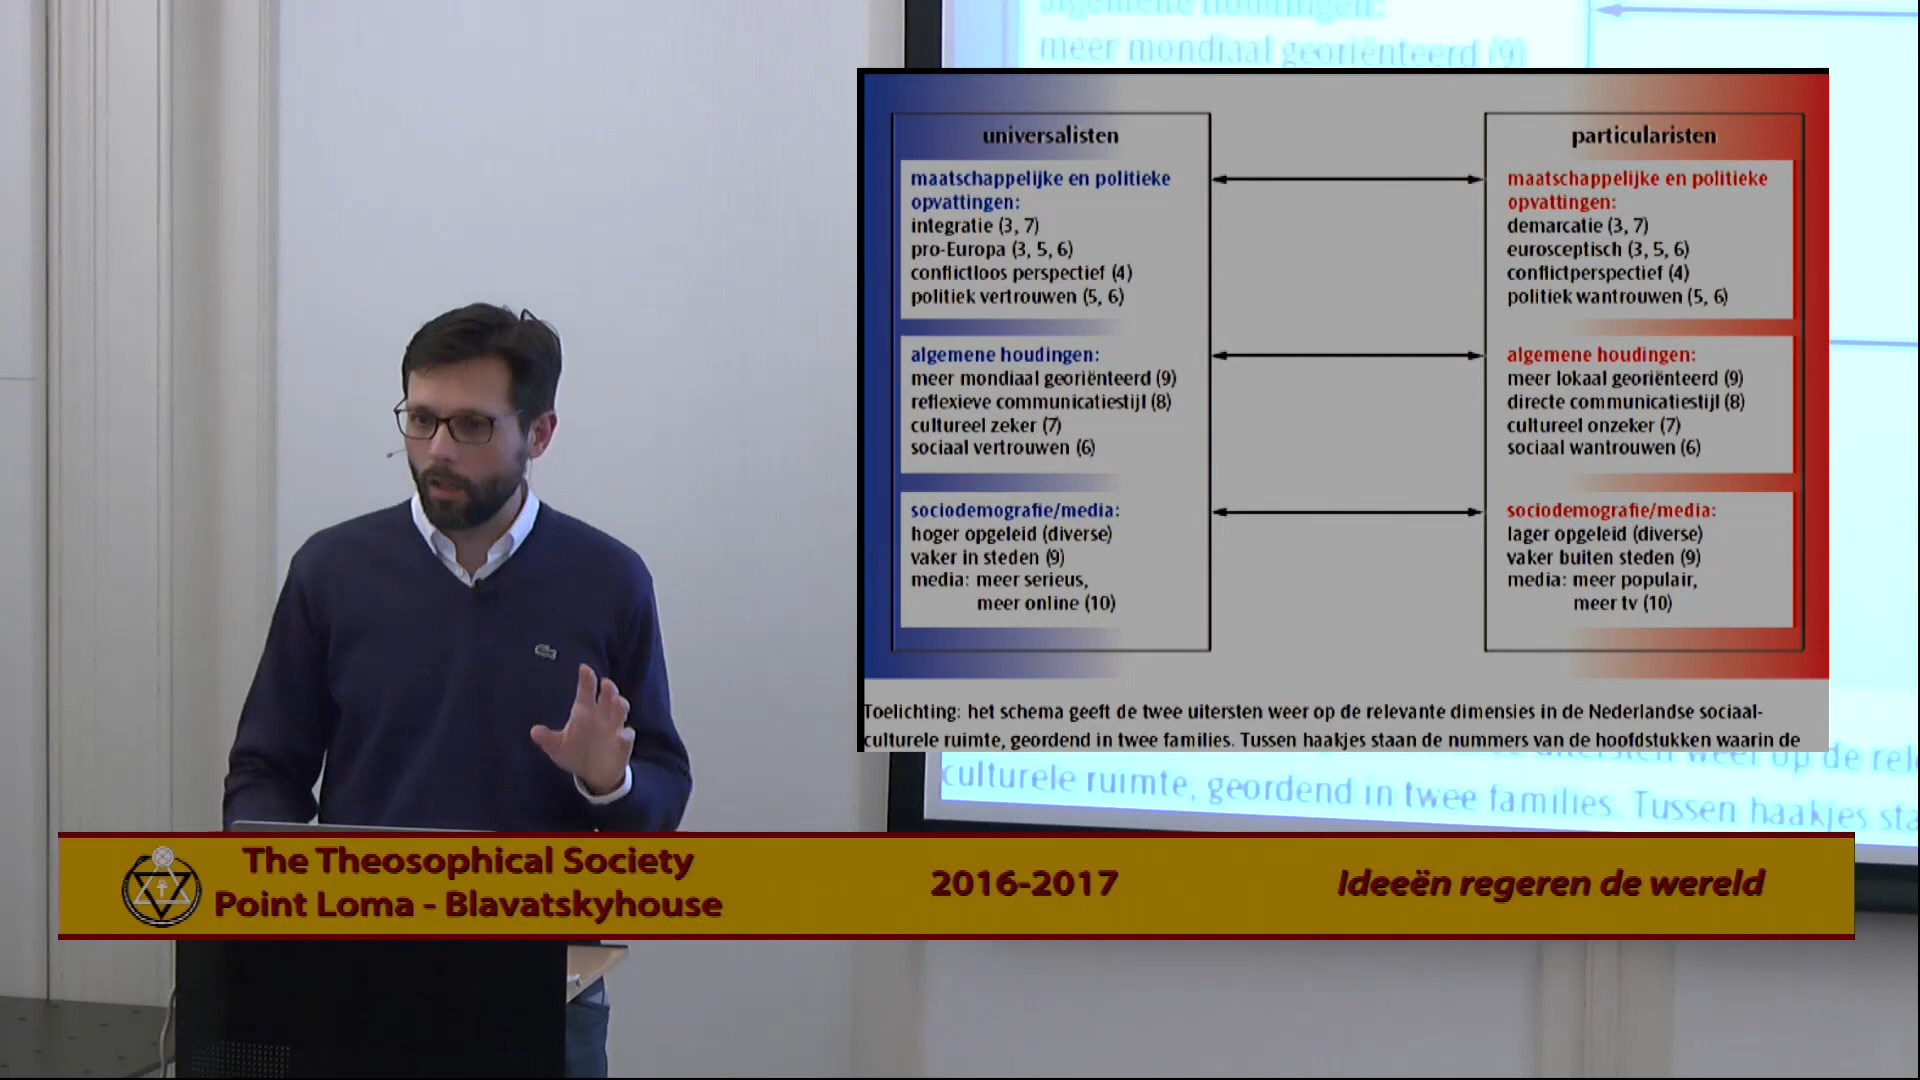 algemene houdingen:
meer mondiaal georiënteerd (9)
universalisten
maatschappelijke en politieke
opvattingen:
integratie (3, 7)
pro-Europa (3, 5, 6)
conflictloos perspectief (4)
politiek vertrouwen (5, 6)
algemene houdingen:
meer mondiaal georiënteerd (9)
reflexieve communicatiestijl (8)
cultureel zeker (7)
sociaal vertrouwen (6)
sociodemografie/media:
hoger opgeleid (diverse)
vaker in steden (9)
media: meer serieus,
meer online (10)
particularisten
maatschappelijke en politieke
opvattingen:
demarcatie (3, 7)
eurosceptisch (3, 5, 6)
conflictperspectief (4)
politiek wantrouwen (5, 6)
algemene houdingen:
meer lokaal georiënteerd (9)
directe communicatiestijl (8)
cultureel onzeker (7)
sociaal wantrouwen (6)
sociodemografie/media:
lager opgeleid (diverse)
vaker buiten steden (9)
media: meer populair,
meer tv (10)
Toelichting: het schema geeft de twee uitersten weer op de relevante dimensies in de Nederlandse sociaal-
culturele ruimte, geordend in twee families. Tussen haakjes staan de nummers van de hoofdstukken waarin de
uitersten weer op de rel
culturele ruimte, geordend in twee families. Tussen haakjes sta
The Theosophical Society
Point Loma - Blavatskyhouse
2016-2017
Ideeën regeren de wereld